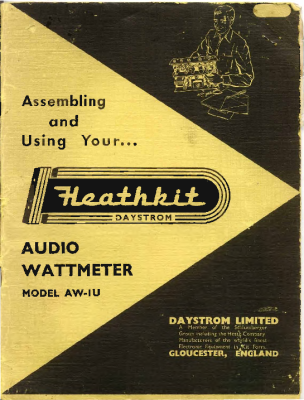 Assembling
and
Using Your...
Heathkit
DAYSTROM
AUDIO
WATTMETER
MODEL AW-1U
DAYSTROM LIMITED
A Member of the Schlumberger
Group including the Heath Company
Manufacturers of the world's finest
Electronic Equipment in Kit Form.
GLOUCESTER, ENGLAND